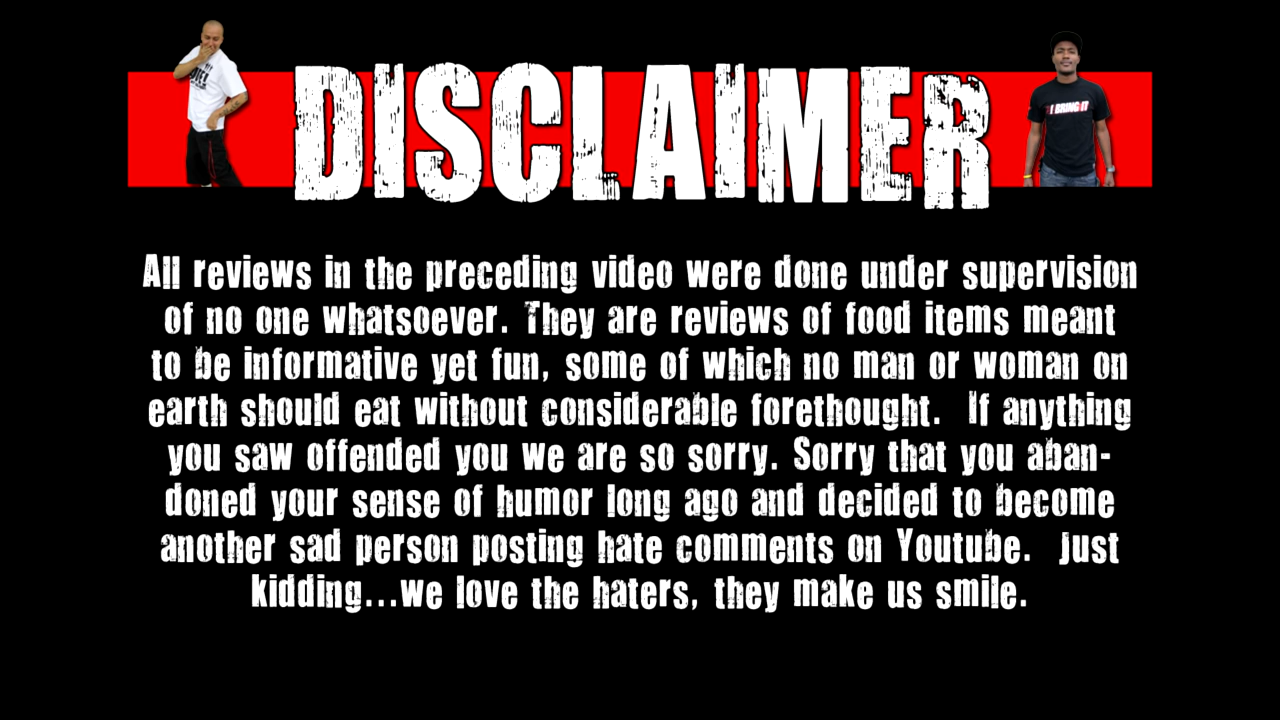 DISCLAIMER
I BRING IT
All reviews in the preceding video were done under supervision
of no one whatsoever. They are reviews of food items meant
to be informative yet fun, some of which no man or woman on
earth should eat without considerable forethought. If anything
you saw offended you we are so sorry. Sorry that you aban-
doned your sense of humor long ago and decided to become
another sad person posting hate comments on Youtube. Just
kidding...we love the haters, they make us smile.